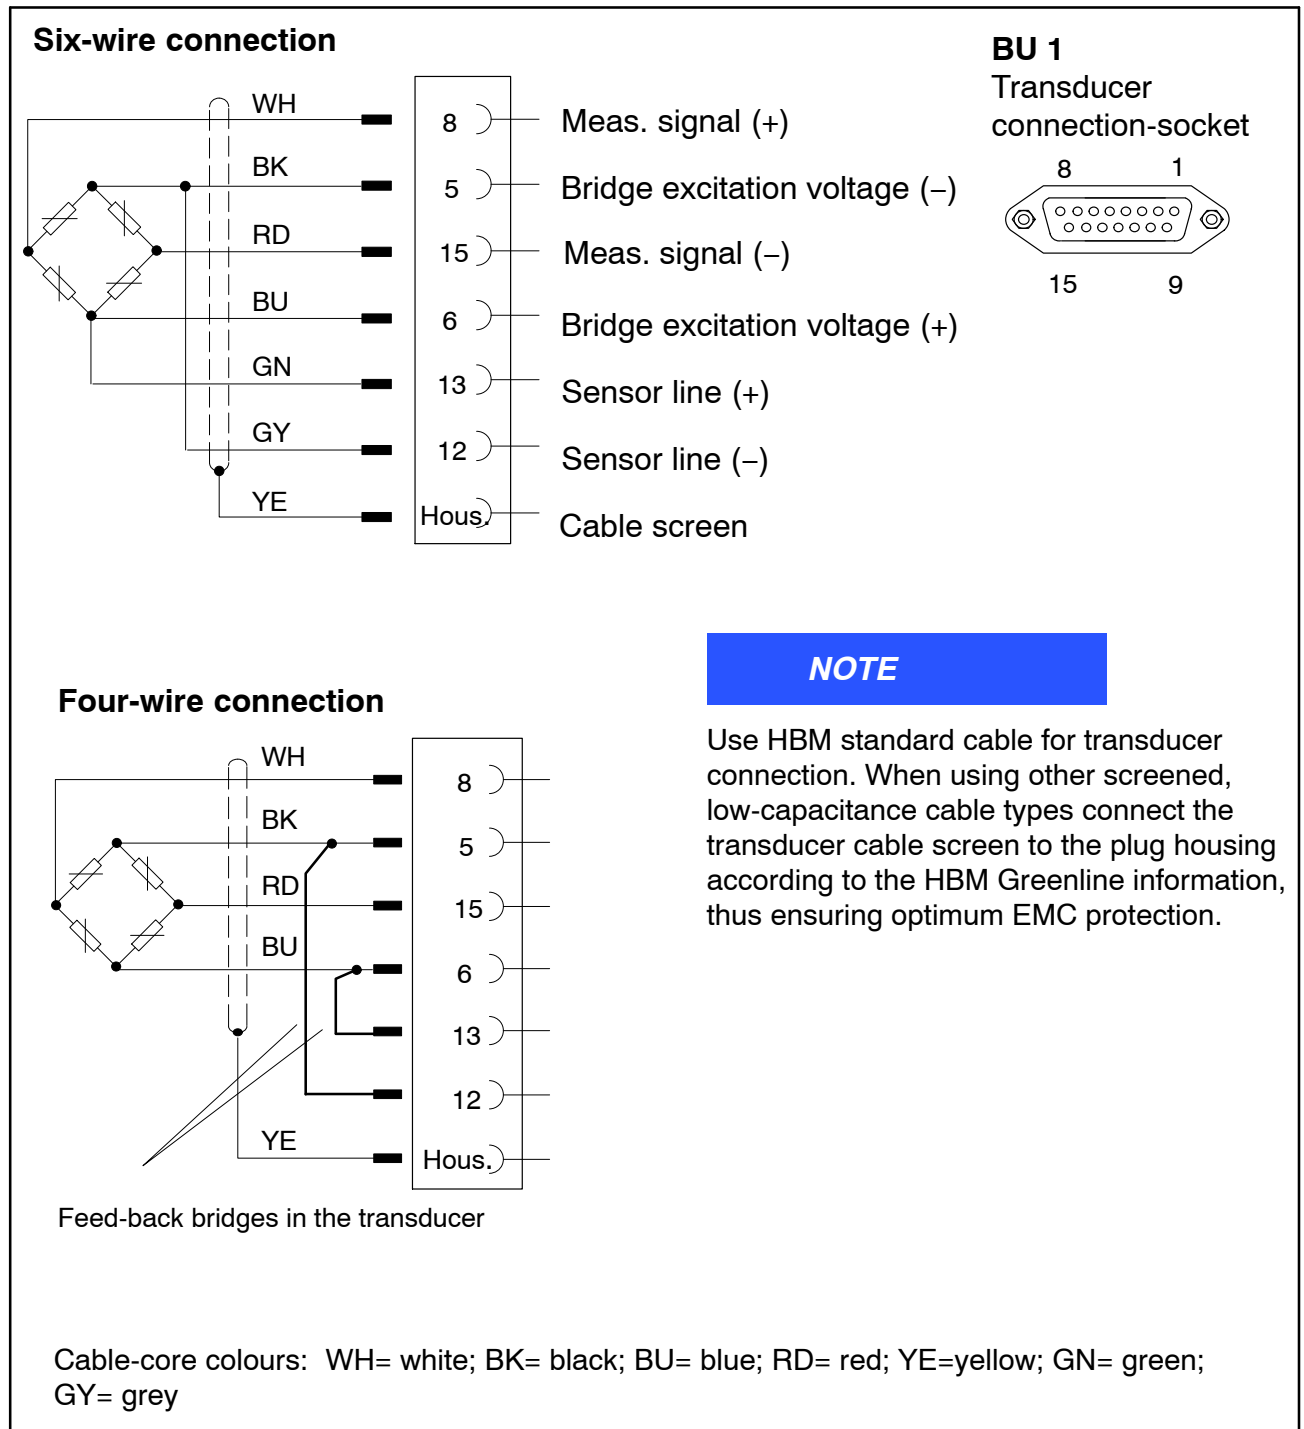 Six-wire connection
BU 1
Transducer
connection-socket
8 1
15 9
WH
8 Meas. signal (+)
BK
5 Bridge excitation voltage (−)
RD
15 Meas. signal (−)
BU
6 Bridge excitation voltage (+)
GN
13 Sensor line (+)
GY
12 Sensor line (−)
YE
Hous. Cable screen
NOTE
Use HBM standard cable for transducer
connection. When using other screened,
low-capacitance cable types connect the
transducer cable screen to the plug housing
according to the HBM Greenline information,
thus ensuring optimum EMC protection.
Four-wire connection
WH
8
BK
5
RD
15
BU
6
13
12
YE
Hous.
Feed-back bridges in the transducer
Cable-core colours: WH= white; BK= black; BU= blue; RD= red; YE=yellow; GN= green;
GY= grey